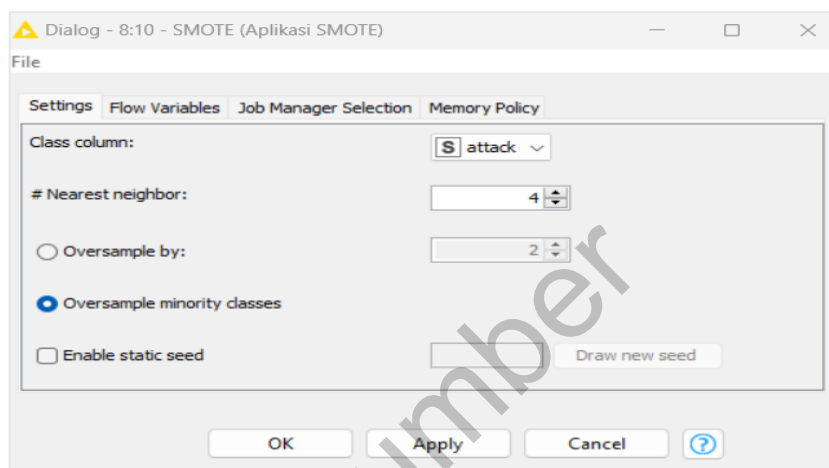 Dialog - 8:10 - SMOTE (Aplikasi SMOTE)
File
Settings Flow Variables Job Manager Selection Memory Policy
Class column: S attack
# Nearest neighbor: 4
Oversample by: 2
Oversample minority classes
Enable static seed Draw new seed
OK Apply Cancel ?
umber